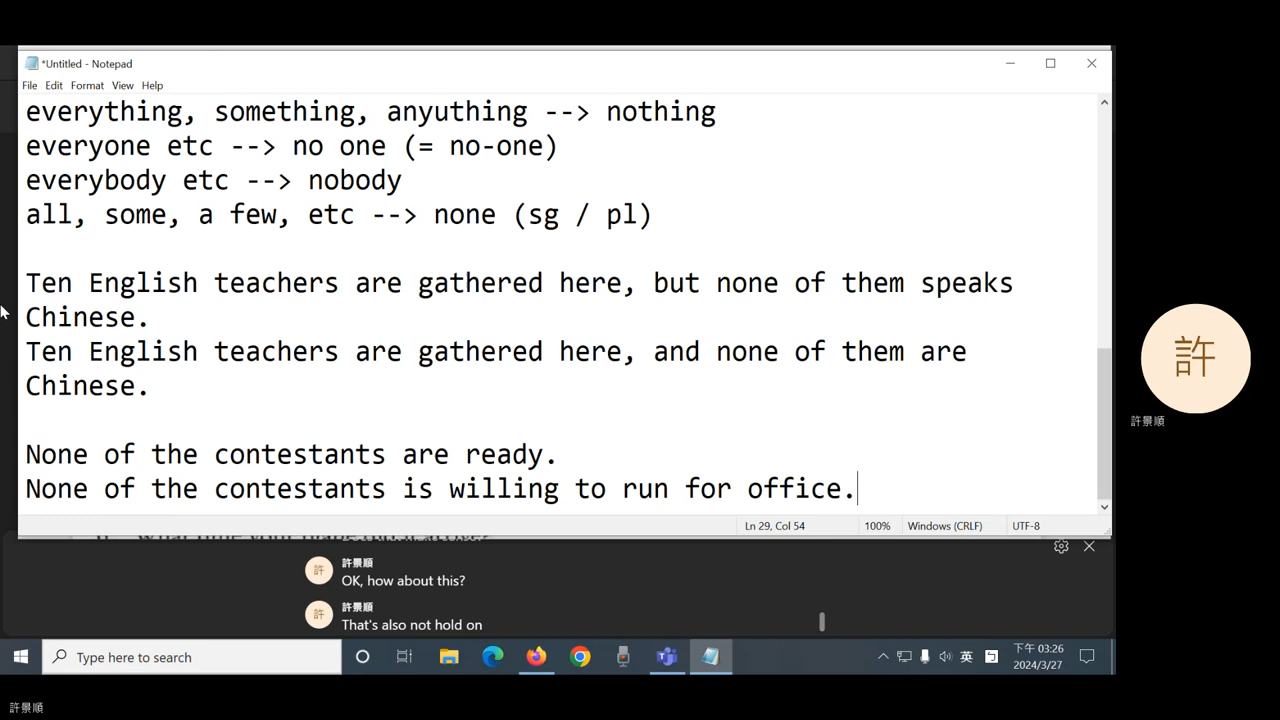 *Untitled - Notepad
File Edit Format View Help
everything, something, anyuthing --> nothing
everyone etc --> no one (= no-one)
everybody etc --> nobody
all, some, a few, etc --> none (sg / pl)
Ten English teachers are gathered here, but none of them speaks
Chinese.
Ten English teachers are gathered here, and none of them are
Chinese.
None of the contestants are ready.
None of the contestants is willing to run for office.
Ln 29, Col 54 100% Windows (CRLF) UTF-8
許
許景順
許 許景順
OK, how about this?
許 許景順
That's also not hold on
Type here to search
英
下午 03:26
2024/3/27
許景順